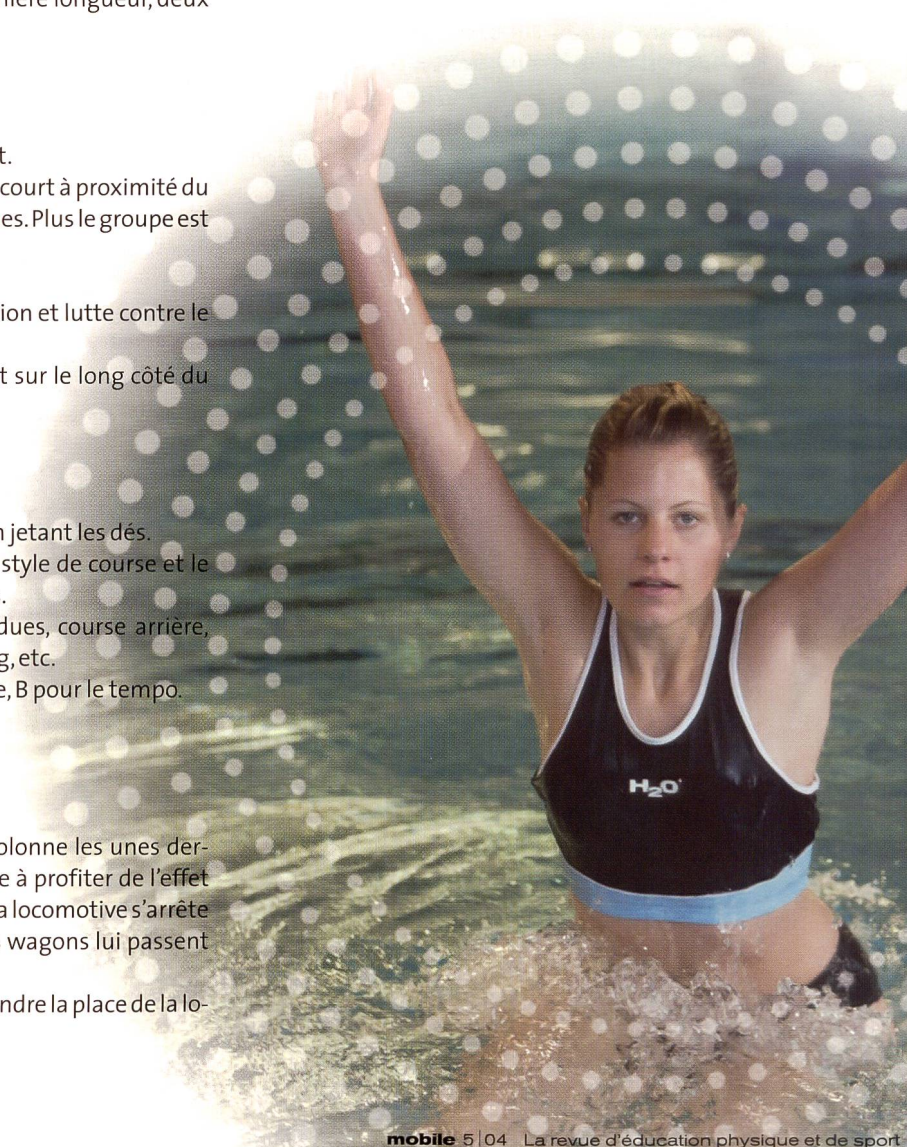 nière longueur, deux
t.
court à proximité du
es. Plus le groupe est
ion et lutte contre le
t sur le long côté du
n jetant les dés.
style de course et le
.
dues, course arrière,
g, etc.
e, B pour le tempo.
olonne les unes der-
e à profiter de l'effet
a locomotive s'arrête
s wagons lui passent
ndre la place de la lo-
H₂O
mobile 5|04 La revue d'éducation physique et de sport